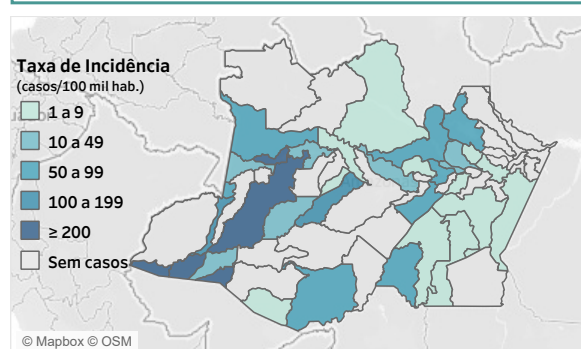 Taxa de Incidência
(casos/100 mil hab.)
1 a 9
10 a 49
50 a 99
100 a 199
≥ 200
Sem casos
© Mapbox © OSM